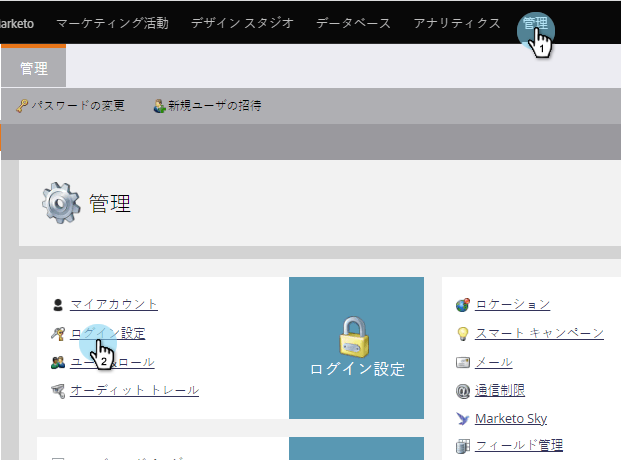 arketo マーケティング活動 デザイン スタジオ データベース アナリティクス 管理
1
管理
パスワードの変更 新規ユーザの招待
管理
マイアカウント
ログイン設定
2
ロール
オーディット トレール
ログイン設定
ロケーション
スマート キャンペーン
メール
通信制限
Marketo Sky
フィールド管理